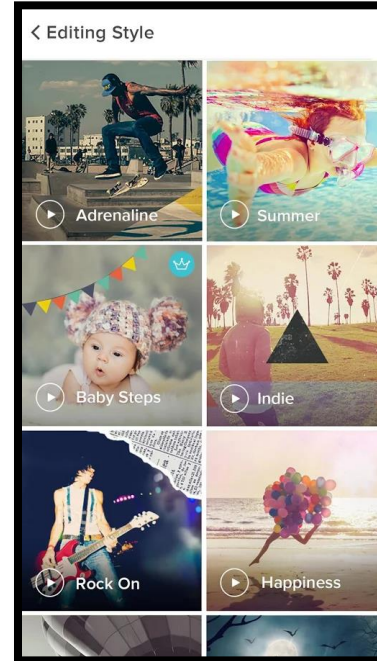 Editing Style
Adrenaline
Summer
Baby Steps
Indie
Rock On
Happiness